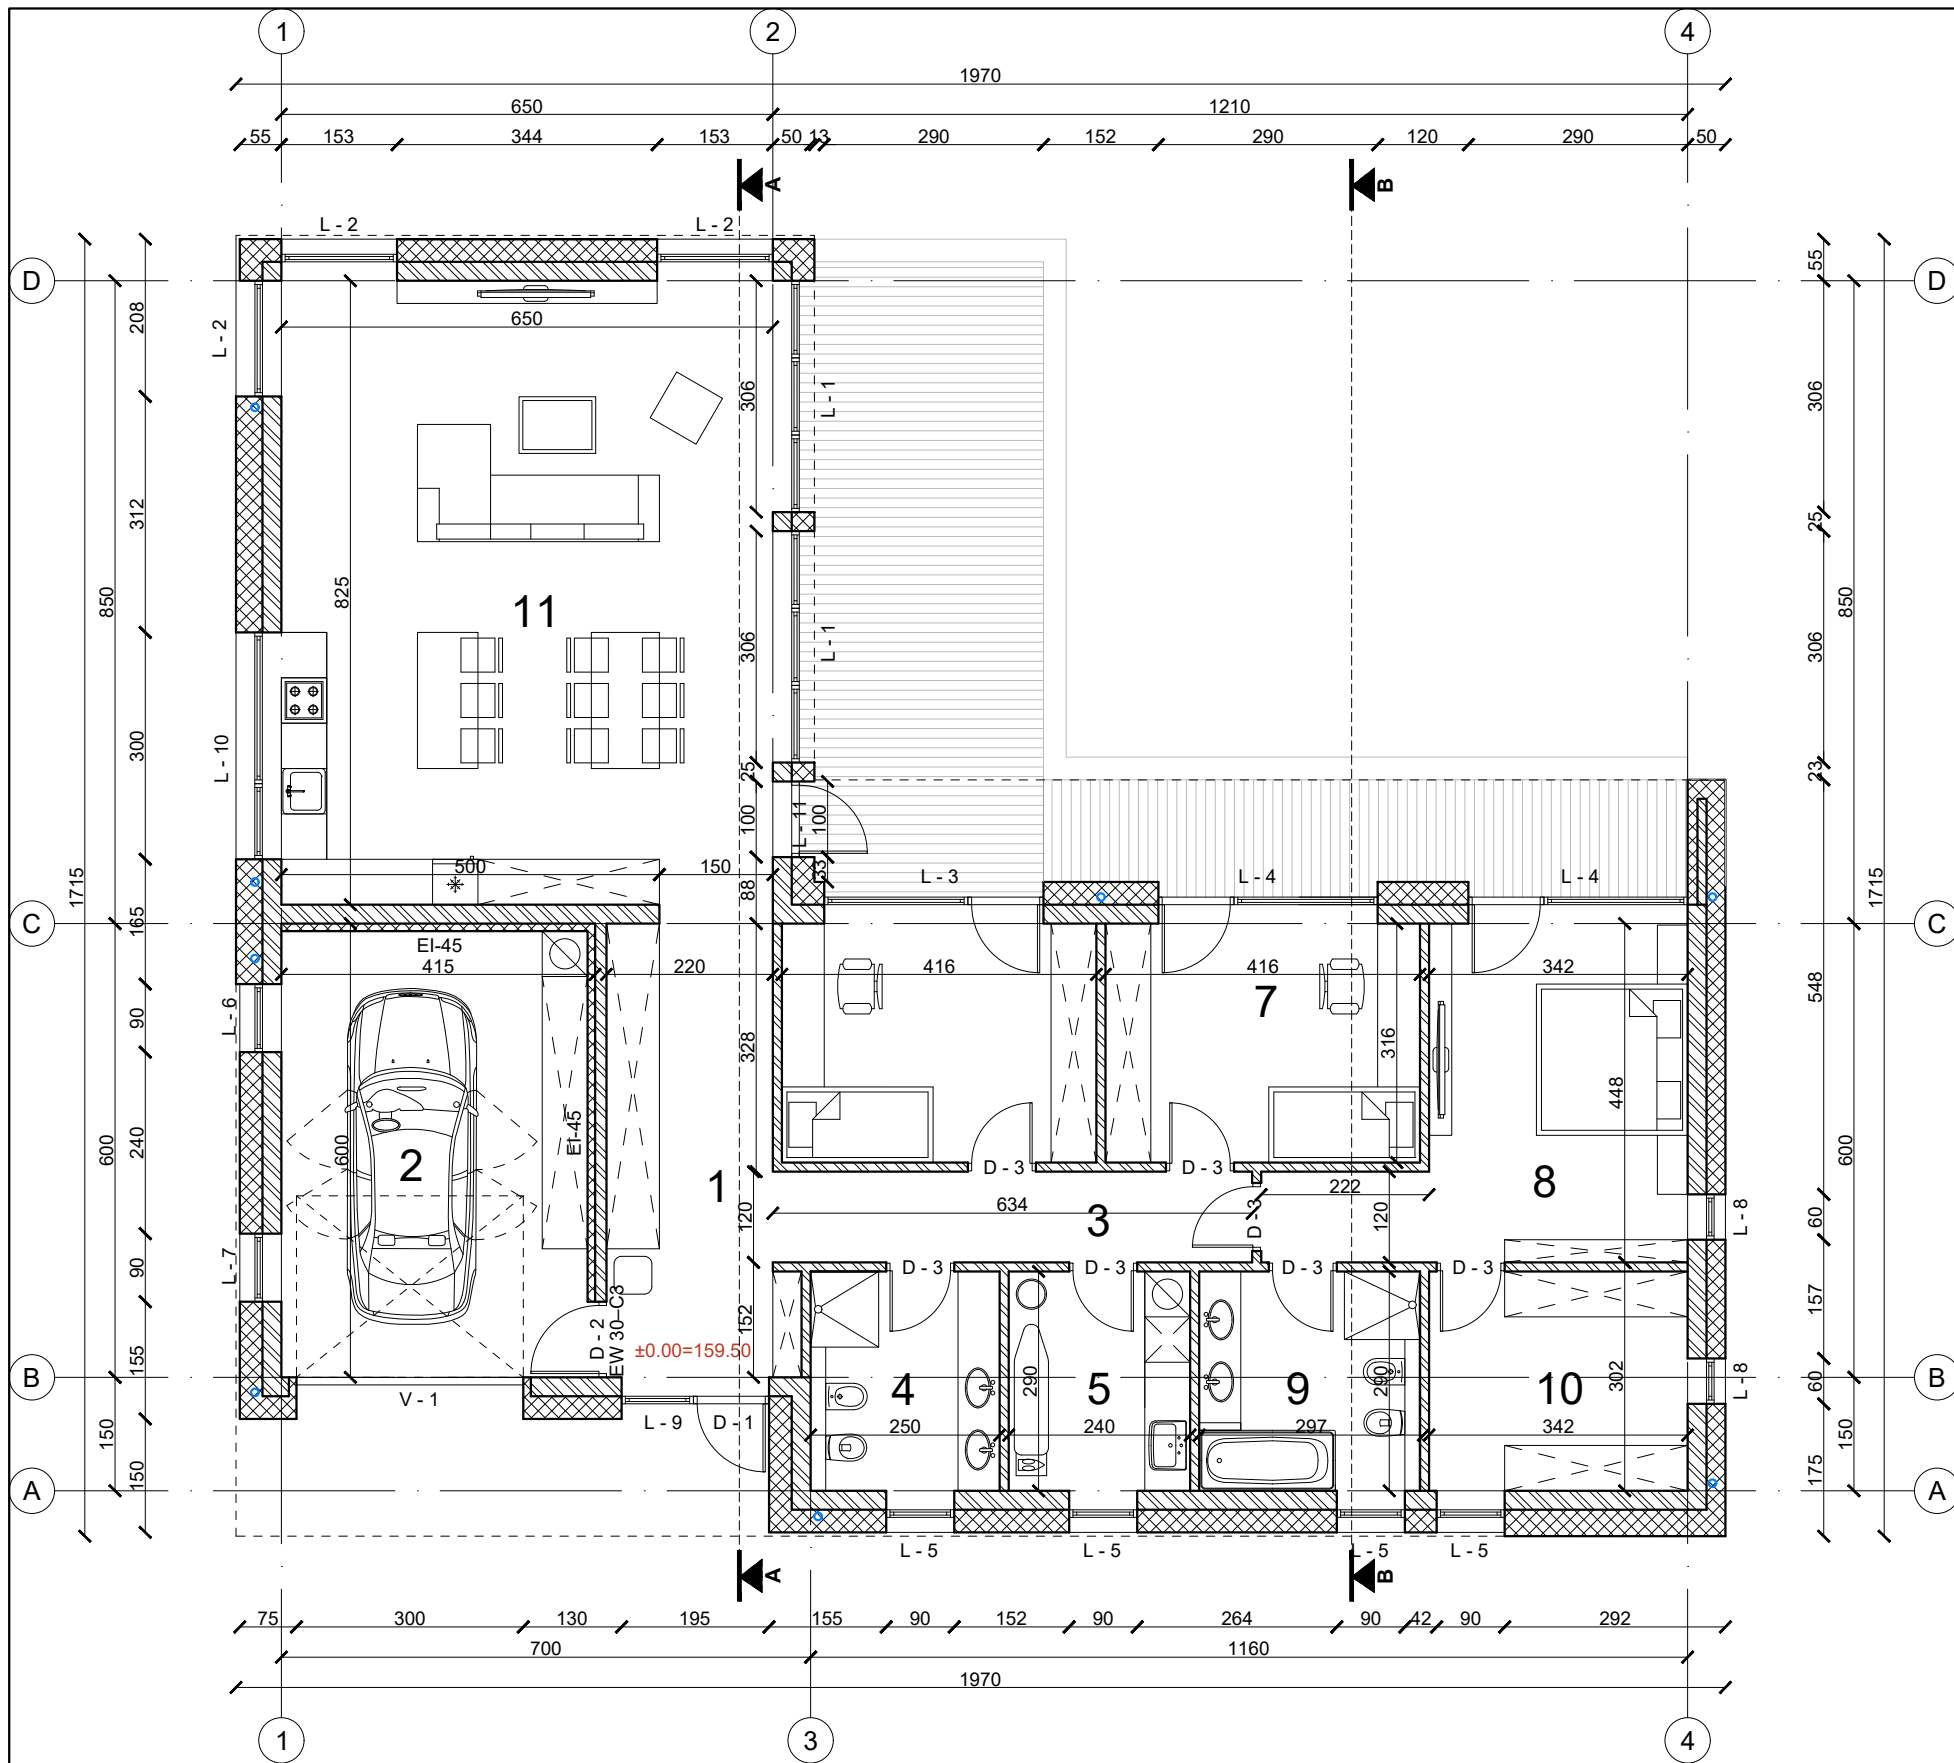 1 2 4
1970
650 1210
55 153 344 153 50 13 290 152 290 120 290 50
A B
L - 2 L - 2
D D
55
208
L - 2
650
306
L - 1
306
312
25
1715
850
825
11
306
L - 1
306
850
1715
300
L - 10
25
100
L - 11
100
23
500 150
33
88
L - 3 L - 4 L - 4
165
C C
EI-45
415 220 416 416 342
7
L - 6
90
328
316
548
448
240
600
600
EI-45
2
1
D - 3 D - 3
8
600
222
634
D - 3
120
3
120
60
L - 8
L - 7
90
D - 3 D - 3 D - 3 D - 3
157
D - 2
EW 30-C3
152
±0.00=159.50
155
B B
V - 1
4 5 9 10
290
290
302
60
L - 8
L - 9 D - 1
250 240 297 342
150
150
150
175
A A
L - 5 L - 5 L - 5 L - 5
A B
75 300 130 195 155 90 152 90 264 90 42 90 292
700 1160
1970
1 3 4